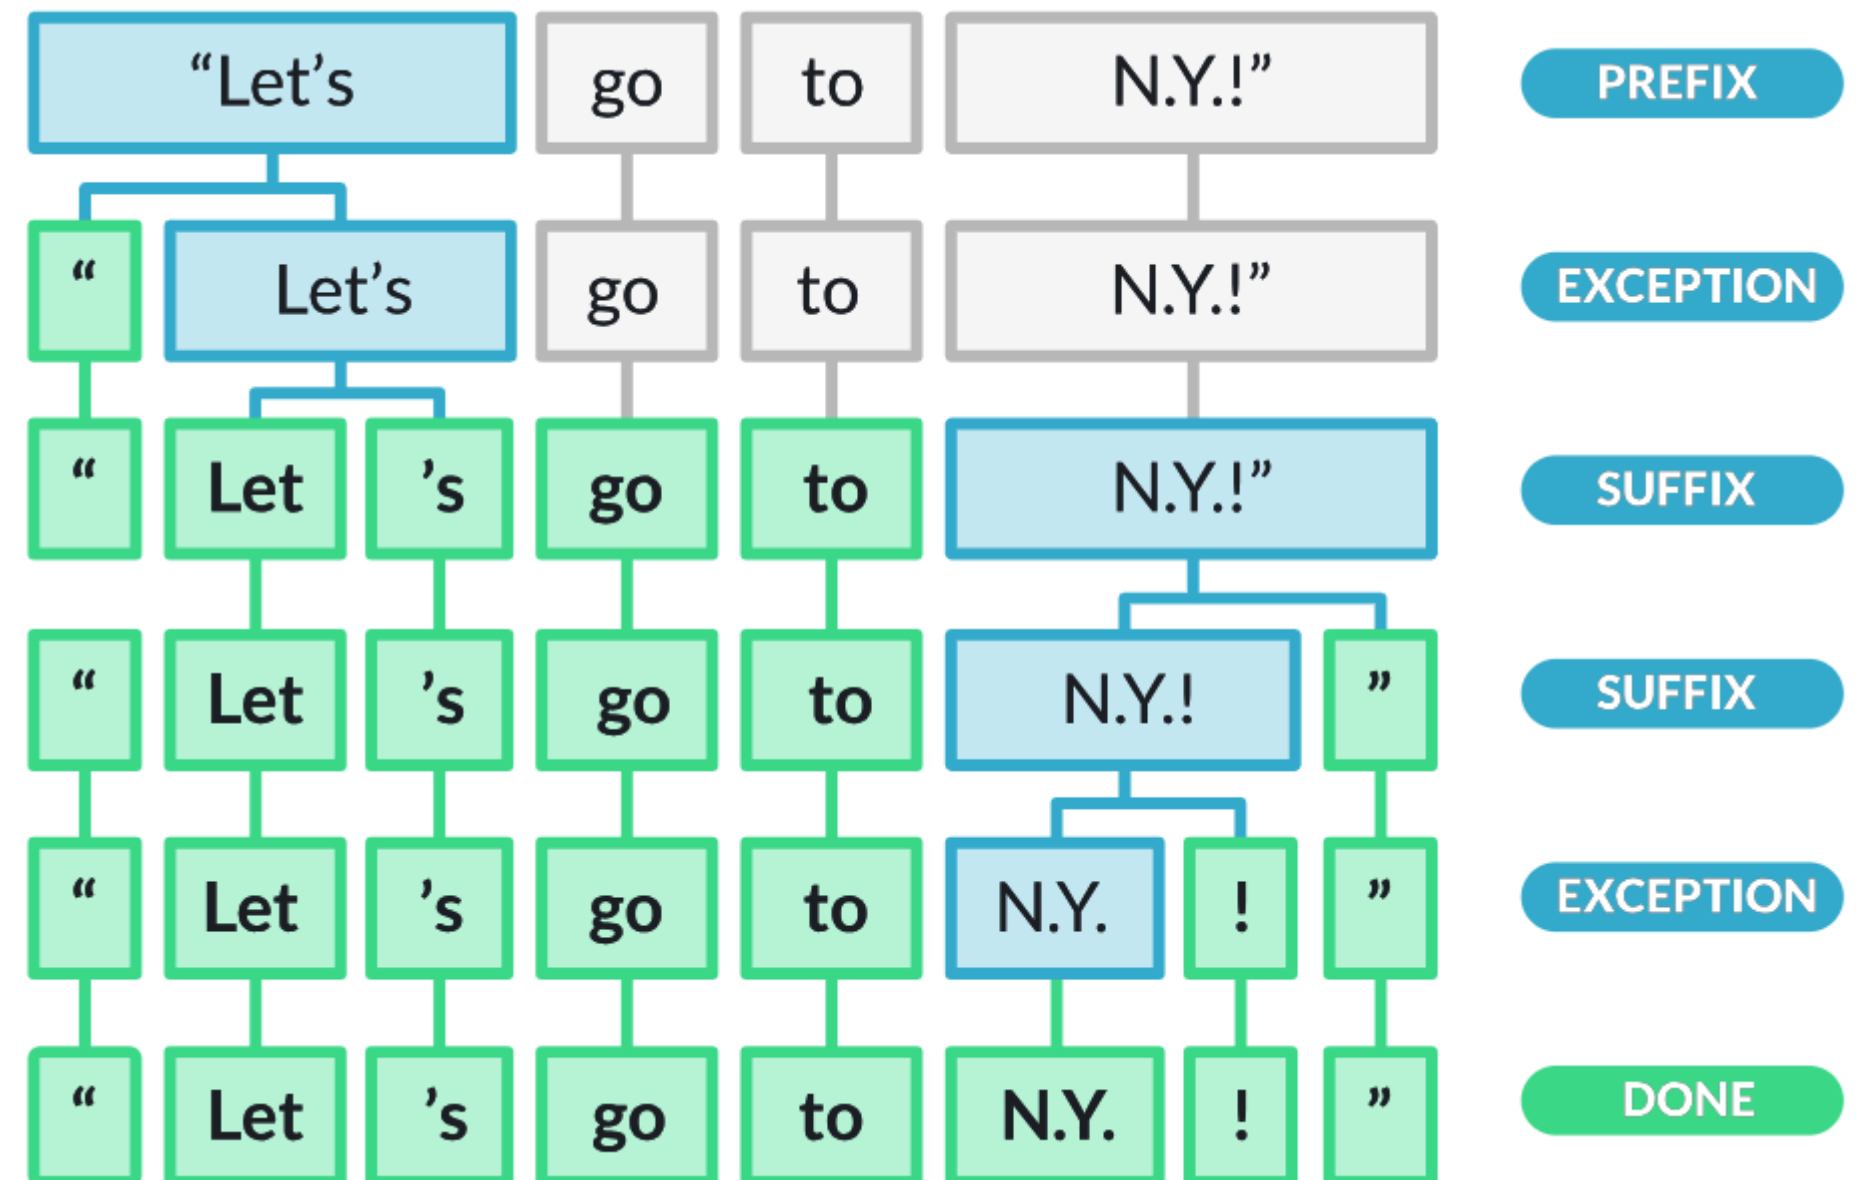 “Let’s go to N.Y.!” PREFIX
“ Let’s go to N.Y.!” EXCEPTION
“ Let ’s go to N.Y.!” SUFFIX
“ Let ’s go to N.Y.! ” SUFFIX
“ Let ’s go to N.Y. ! ” EXCEPTION
“ Let ’s go to N.Y. ! ” DONE